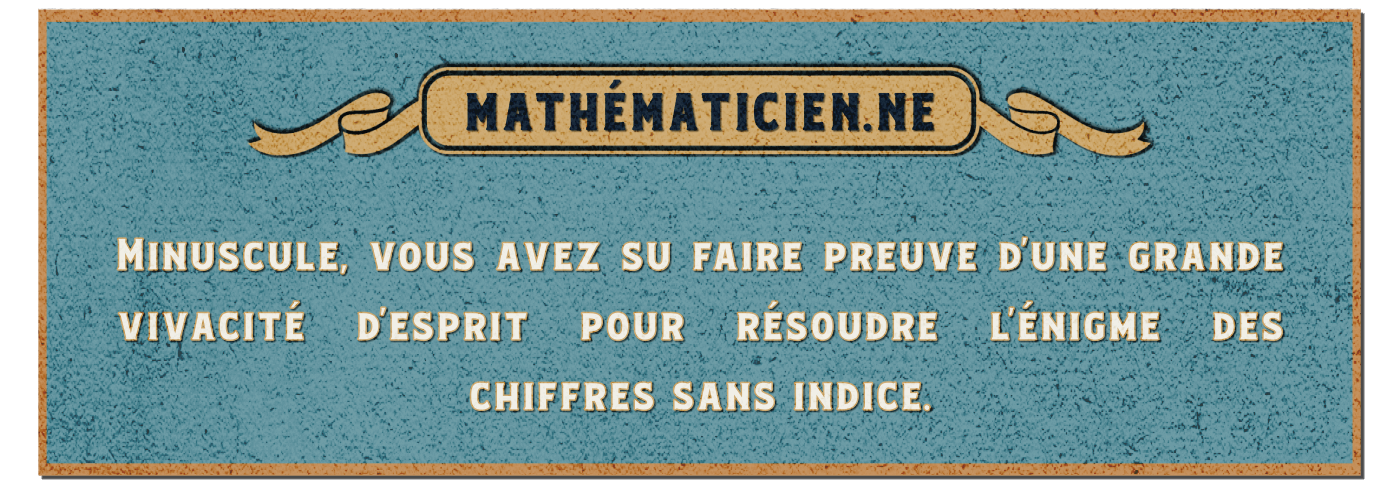 MATHÉMATICIEN.NE
MINUSCULE, VOUS AVEZ SU FAIRE PREUVE D'UNE GRANDE
VIVACITÉ D'ESPRIT POUR RÉSOUDRE L'ÉNIGME DES
CHIFFRES SANS INDICE.